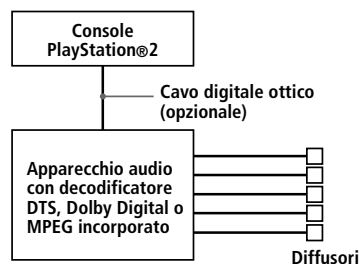 Console
PlayStation®2
Cavo digitale ottico
(opzionale)
Apparecchio audio
con decodificatore
DTS, Dolby Digital o
MPEG incorporato
Diffusori